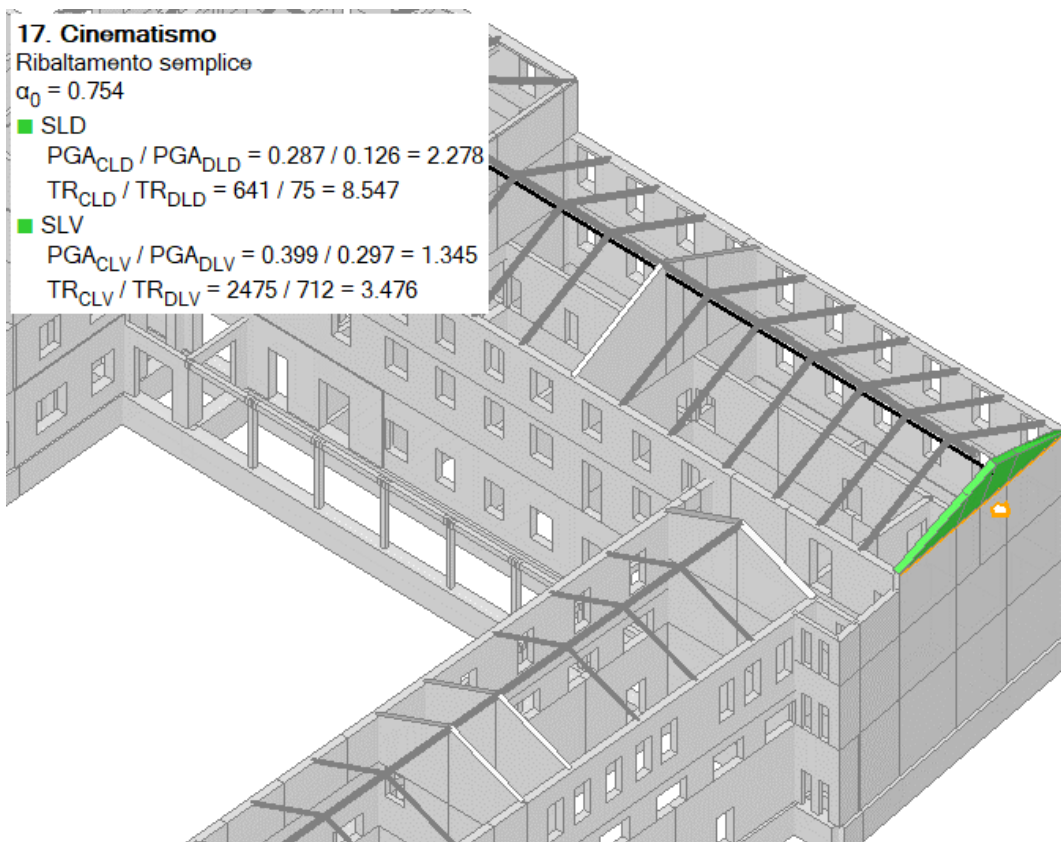 17. Cinematismo
Ribaltamento semplice
α0 = 0.754
SLD
PGACLD / PGADLD = 0.287 / 0.126 = 2.278
TRCLD / TRDLD = 641 / 75 = 8.547
SLV
PGACLV / PGADLV = 0.399 / 0.297 = 1.345
TRCLV / TRDLV = 2475 / 712 = 3.476